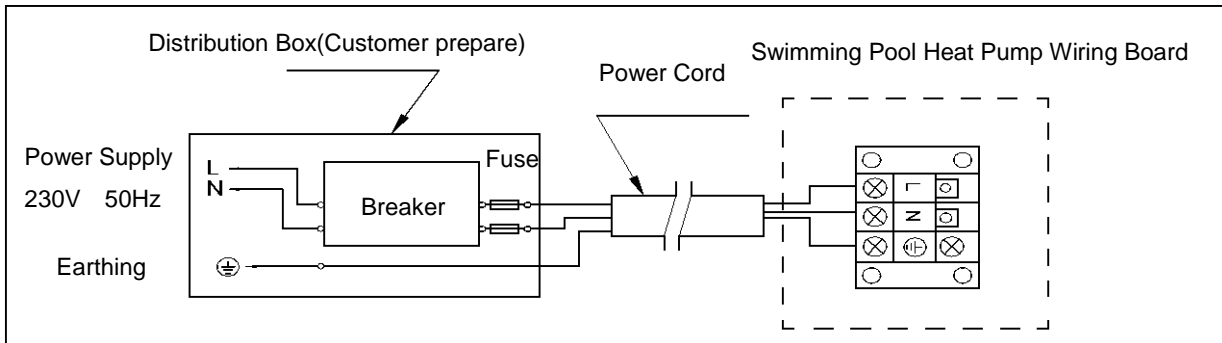 Distribution Box(Customer prepare)
Swimming Pool Heat Pump Wiring Board
Power Cord
Power Supply
230V 50Hz
L
N
Fuse
Breaker
Earthing
L
N